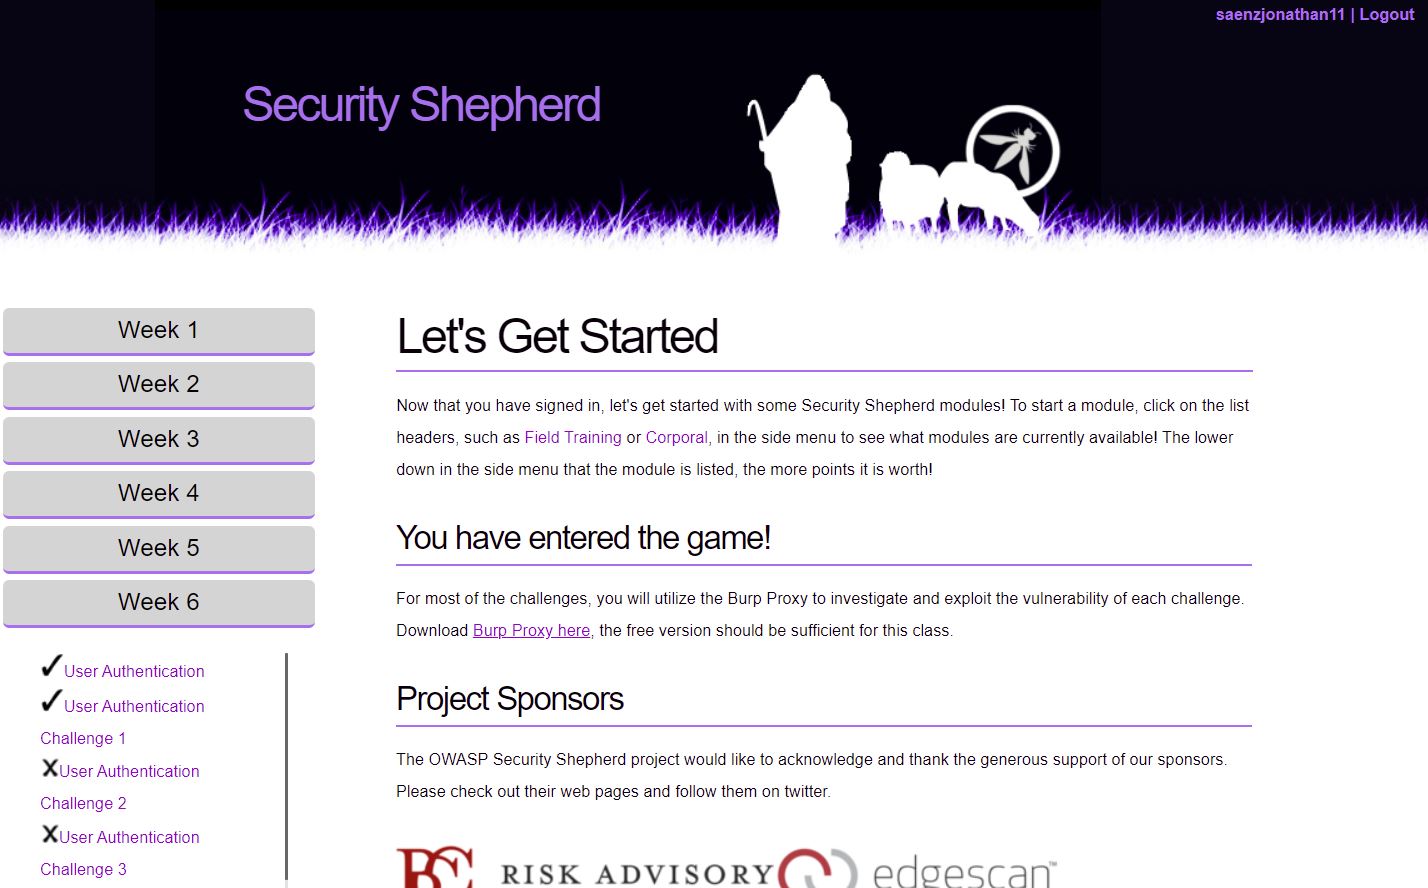 saenzjonathan11 | Logout
Security Shepherd
Week 1
Week 2
Week 3
Week 4
Week 5
Week 6
User Authentication
User Authentication
Challenge 1
User Authentication
Challenge 2
User Authentication
Challenge 3
Let's Get Started
Now that you have signed in, let's get started with some Security Shepherd modules! To start a module, click on the list
headers, such as Field Training or Corporal, in the side menu to see what modules are currently available! The lower
down in the side menu that the module is listed, the more points it is worth!
You have entered the game!
For most of the challenges, you will utilize the Burp Proxy to investigate and exploit the vulnerability of each challenge.
Download Burp Proxy here, the free version should be sufficient for this class.
Project Sponsors
The OWASP Security Shepherd project would like to acknowledge and thank the generous support of our sponsors.
Please check out their web pages and follow them on twitter.
RISK ADVISORY
edgescan™